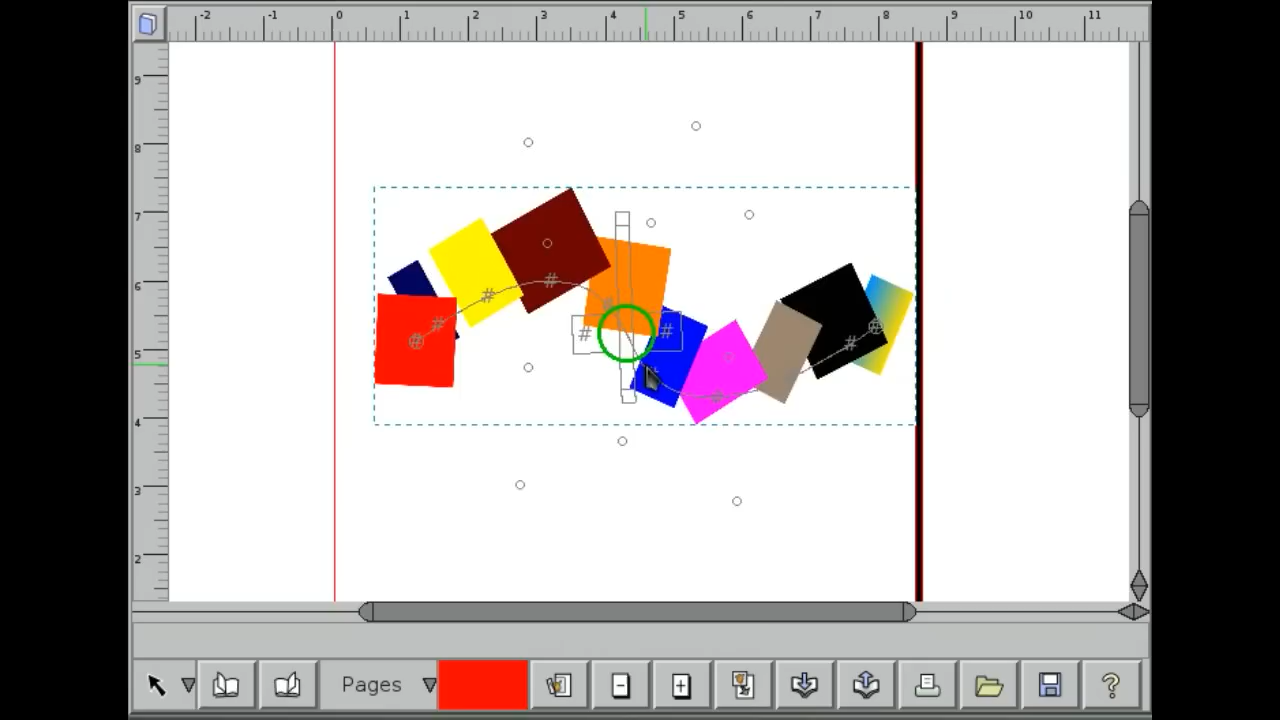 -2 -1 0 1 2 3 4 5 6 7 8 9 10 11
9
8
7
6
5
4
3
2
# # # # # # # # # # #
Pages - + ?